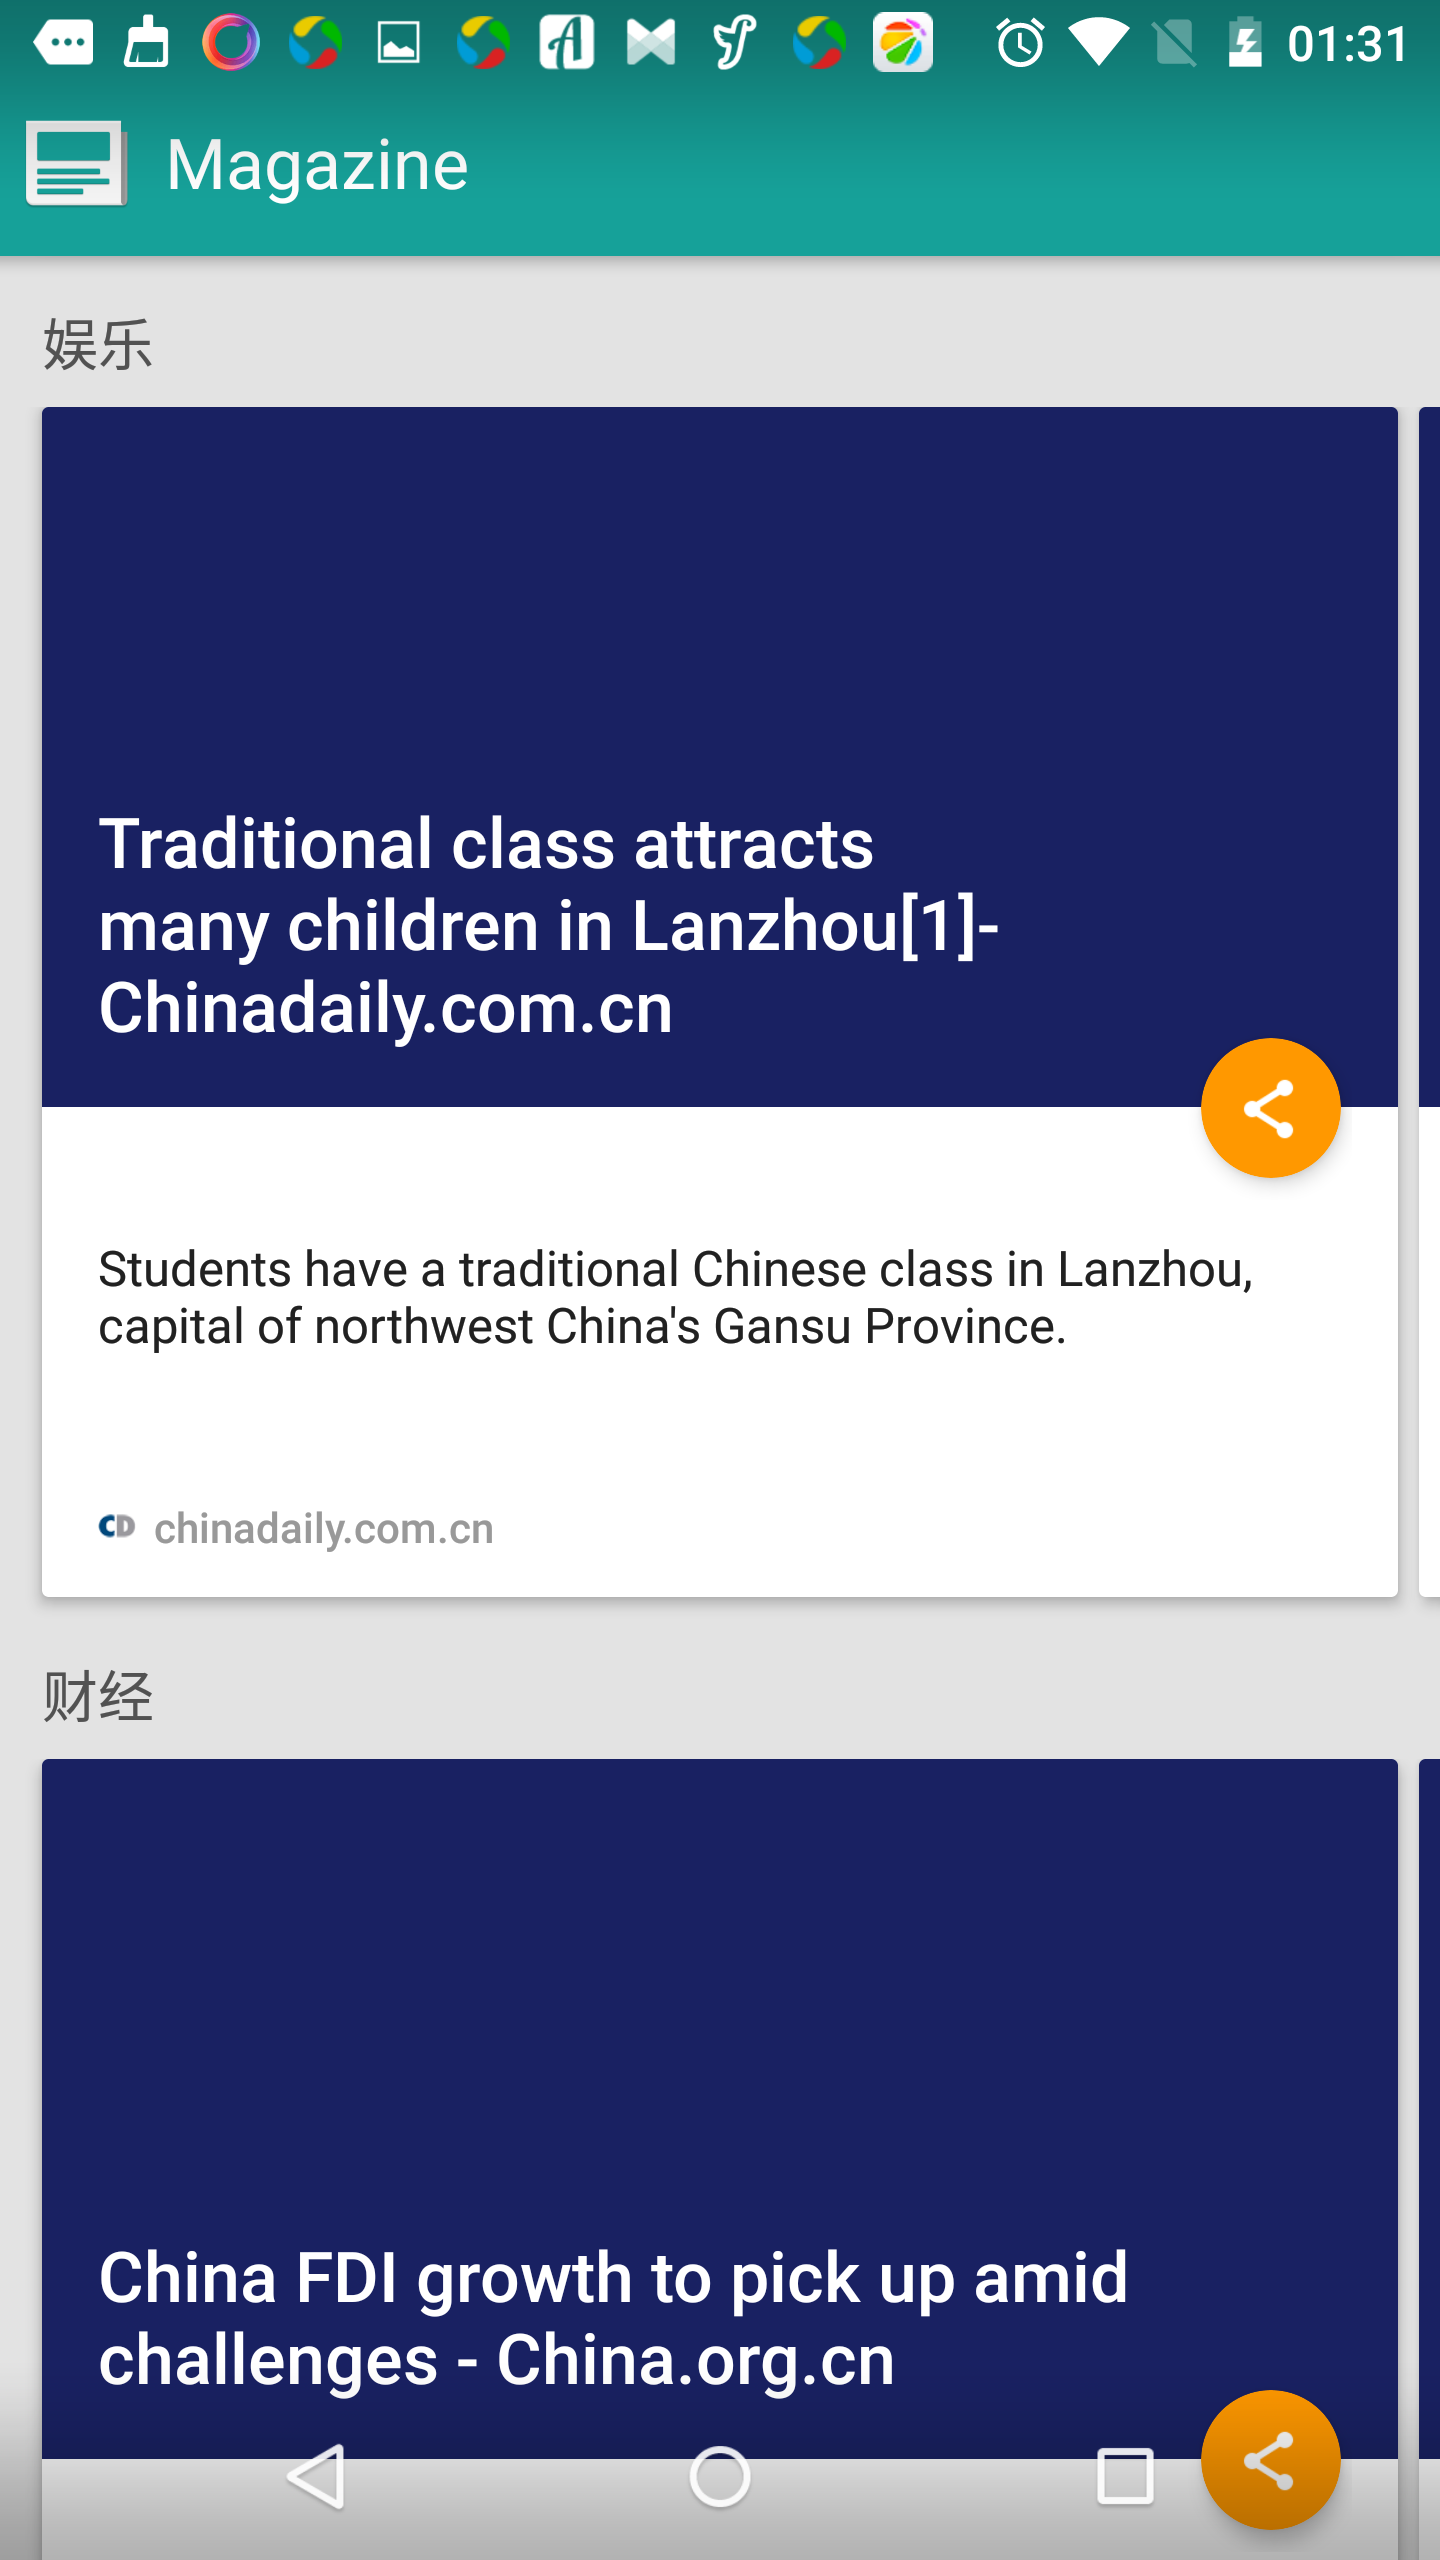 01:31
Magazine
娱乐
Traditional class attracts
many children in Lanzhou[1]-
Chinadaily.com.cn
Students have a traditional Chinese class in Lanzhou,
capital of northwest China's Gansu Province.
CD chinadaily.com.cn
财经
China FDI growth to pick up amid
challenges - China.org.cn